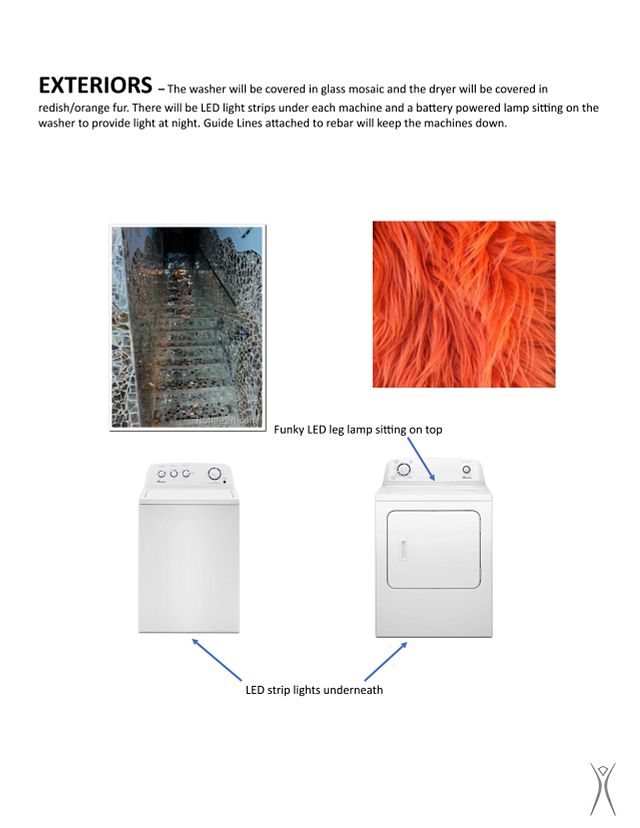 EXTERIORS – The washer will be covered in glass mosaic and the dryer will be covered in
redish/orange fur. There will be LED light strips under each machine and a battery powered lamp sitting on the
washer to provide light at night. Guide Lines attached to rebar will keep the machines down.
Funky LED leg lamp sitting on top
LED strip lights underneath